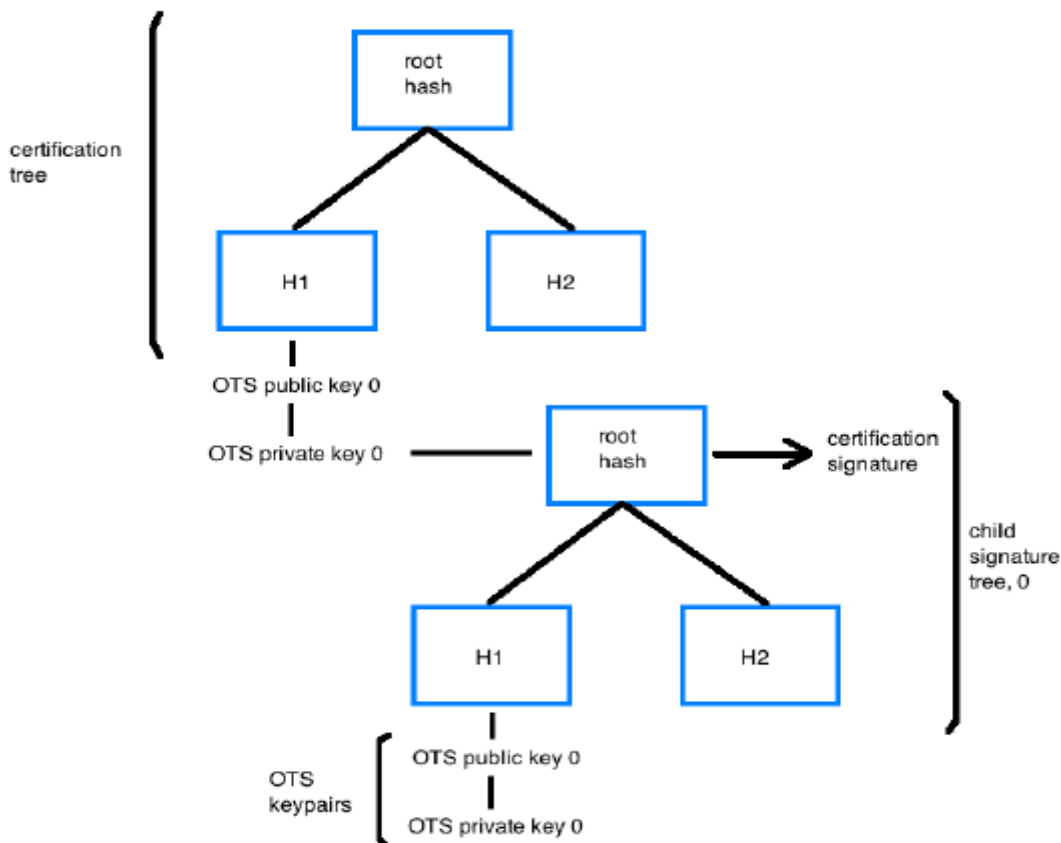 root
hash
certification
tree
H1
H2
OTS public key 0
OTS private key 0
root
hash
certification
signature
child
signature
tree, 0
H1
H2
OTS
keypairs
OTS public key 0
OTS private key 0